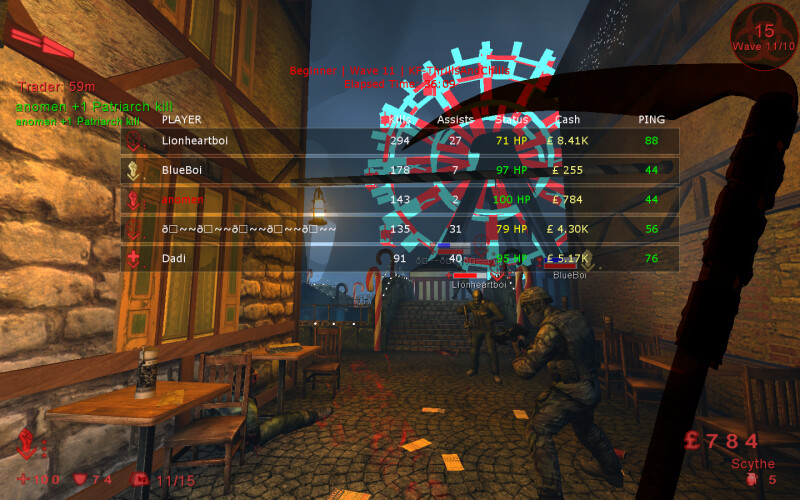 15
Wave 11/10
Trader: 59m
anomen +1 Patriarch kill
anomen +1 Patriarch kill
PLAYER Kills Assists Status Cash PING
Lionheartboi 294 27 71 HP £ 8.41K 88
BlueBoi 178 7 97 HP £ 255 44
anomen 143 2 100 HP £ 784 44
ð□~~ð□~~ð□~~ð□~~ð□~~ 135 31 79 HP £ 4.30K 56
Dadi 91 40 95 HP £ 5.17K 76
BlueBoi
Lionheartboi
£784
Scythe
5
100 74 11/15